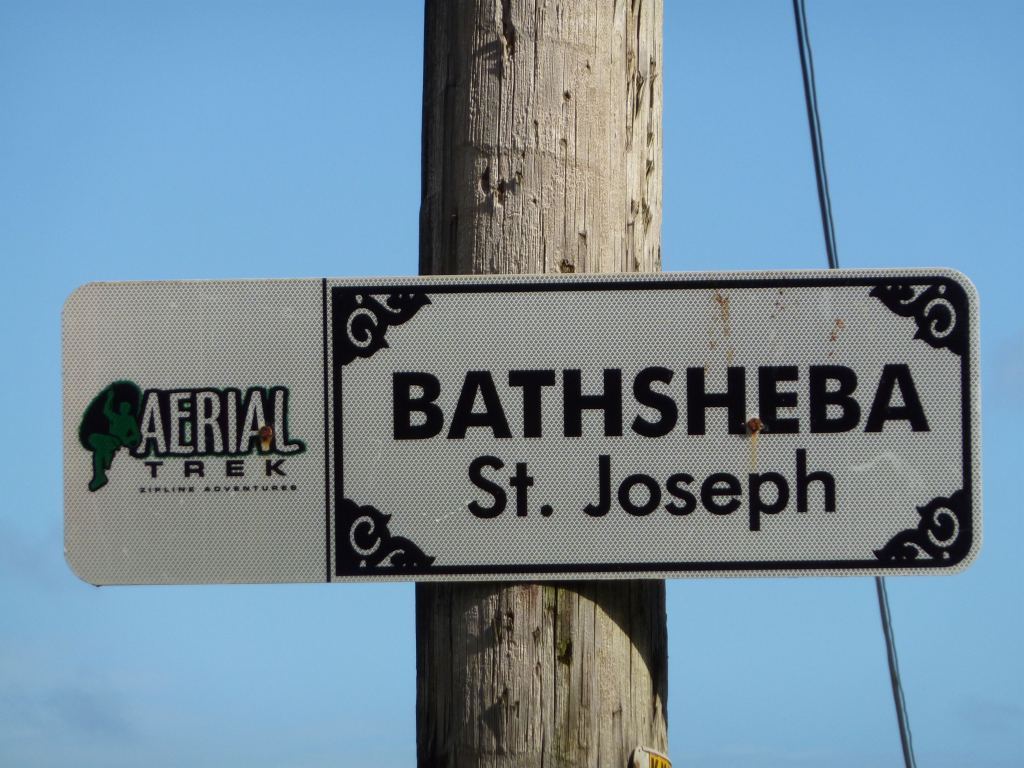 AERIAL
TREK
ZIPLINE ADVENTURES
BATHSHEBA
St. Joseph